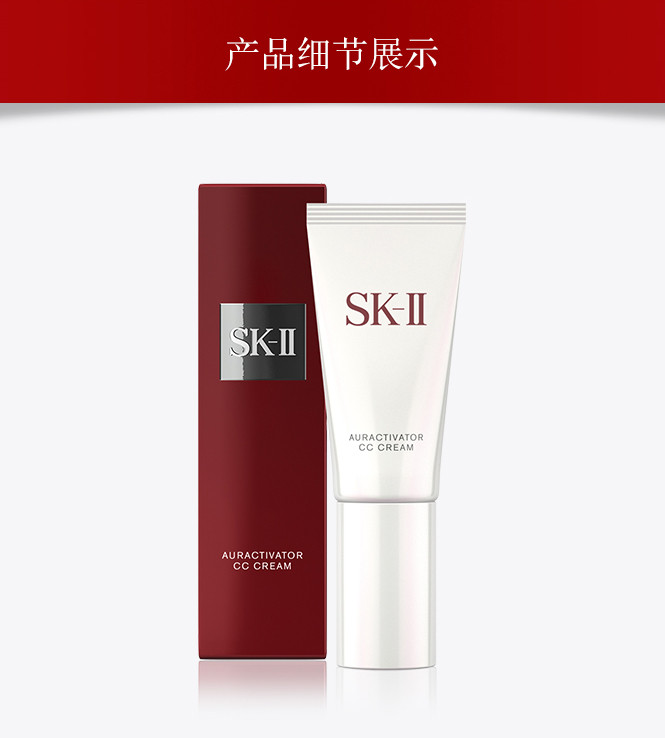 产品细节展示
SK-II
AURACTIVATOR
CC CREAM
SK-II
AURACTIVATOR
CC CREAM